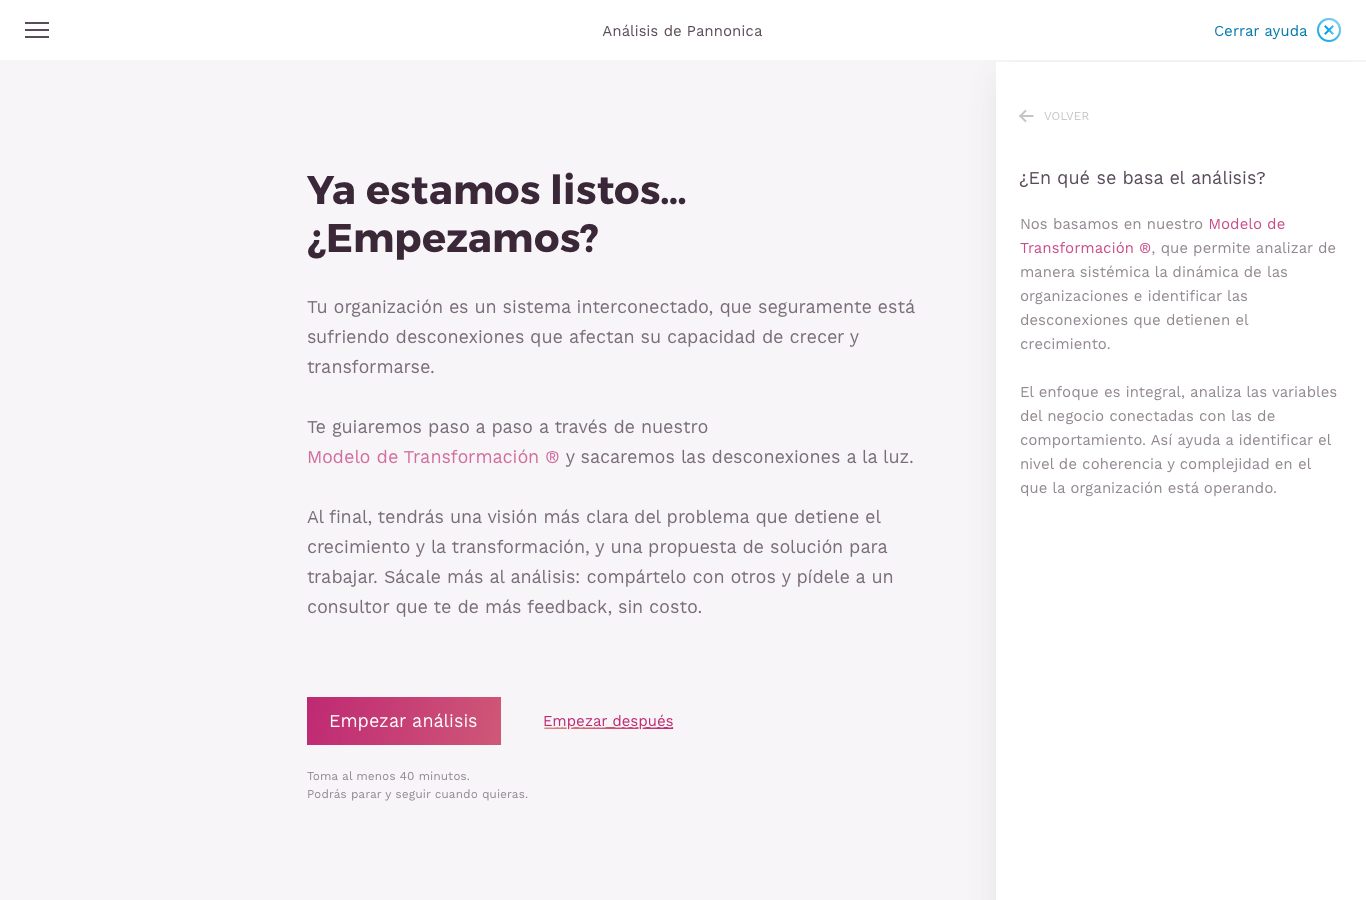 Análisis de Pannonica
Cerrar ayuda
Ya estamos listos...
¿Empezamos?
Tu organización es un sistema interconectado, que seguramente está
sufriendo desconexiones que afectan su capacidad de crecer y
transformarse.
Te guiaremos paso a paso a través de nuestro
Modelo de Transformación ® y sacaremos las desconexiones a la luz.
Al final, tendrás una visión más clara del problema que detiene el
crecimiento y la transformación, y una propuesta de solución para
trabajar. Sácale más al análisis: compártelo con otros y pídele a un
consultor que te de más feedback, sin costo.
Empezar análisis
Empezar después
Toma al menos 40 minutos.
Podrás parar y seguir cuando quieras.
VOLVER
¿En qué se basa el análisis?
Nos basamos en nuestro Modelo de
Transformación ®, que permite analizar de
manera sistémica la dinámica de las
organizaciones e identificar las
desconexiones que detienen el
crecimiento.
El enfoque es integral, analiza las variables
del negocio conectadas con las de
comportamiento. Así ayuda a identificar el
nivel de coherencia y complejidad en el
que la organización está operando.